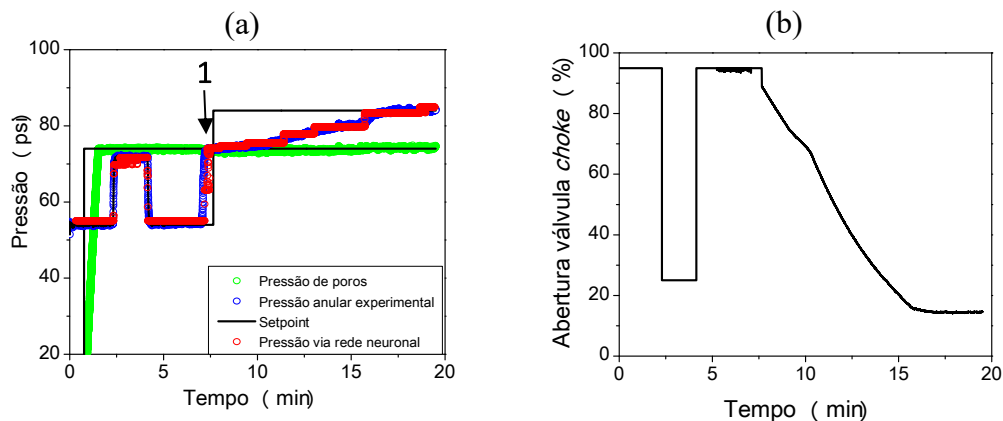 (a)
100
80
60
40
20
0
5
10
15
20
Pressão ( psi)
Tempo ( min)
1
Pressão de poros
Pressão anular experimental
Setpoint
Pressão via rede neuronal
(b)
100
80
60
40
20
0
0
5
10
15
20
Abertura válvula choke ( %)
Tempo ( min)